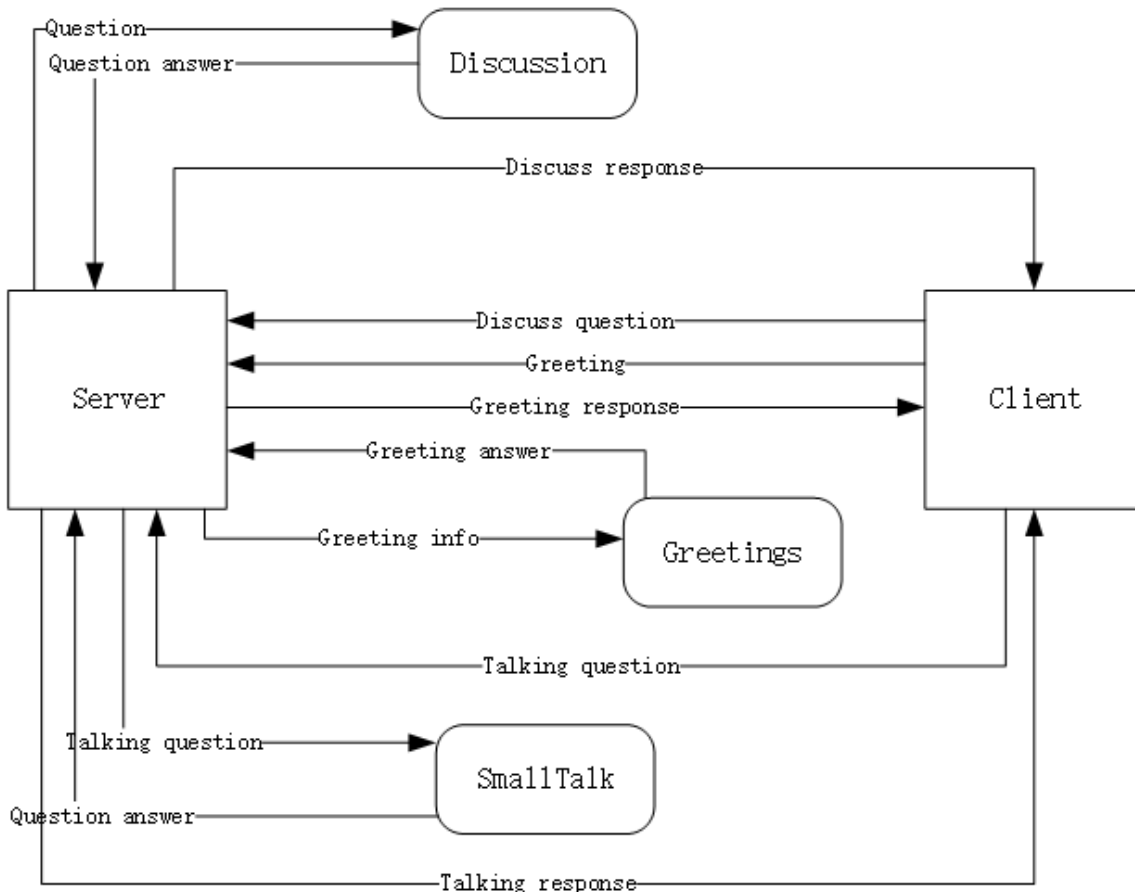 Question
Question answer
Discussion
Discuss response
Discuss question
Greeting
Server
Client
Greeting response
Greeting answer
Greeting info
Greetings
Talking question
Talking question
SmallTalk
Question answer
Talking response